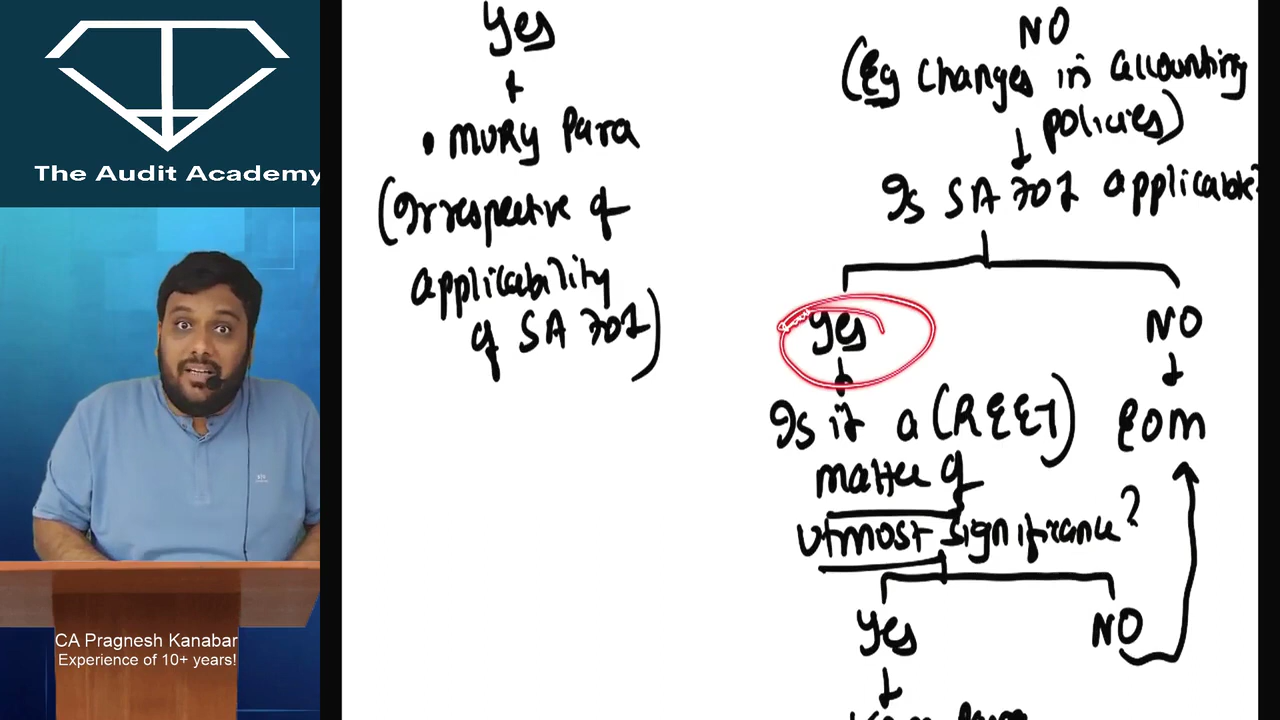 The Audit Academy
CA Pragnesh Kanabar
Experience of 10+ years!
Yes
• MURG Para
(Irrespective of
applicability
of SA 701)
NO
(Eg changes in accounting
policies)
Is SA 701 applicable?
Yes
NO
Is it a (REET)
matter of
utmost significance?
EOM
Yes
NO
Para